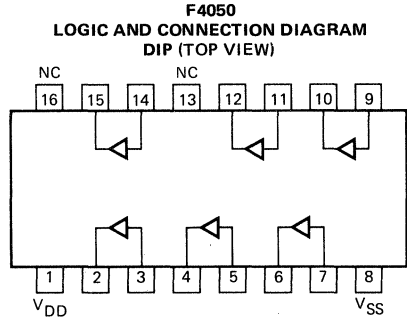 F4050
LOGIC AND CONNECTION DIAGRAM
DIP (TOP VIEW)
NC NC
16 15 14 13 12 11 10 9
1 2 3 4 5 6 7 8
VDD VSS